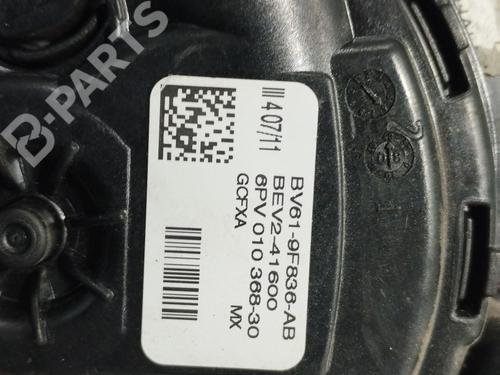 B-PARTS
4 07/11
BV61-9F836-AB
BEV2-41600
6PV 010 368-30
GCFXA MX